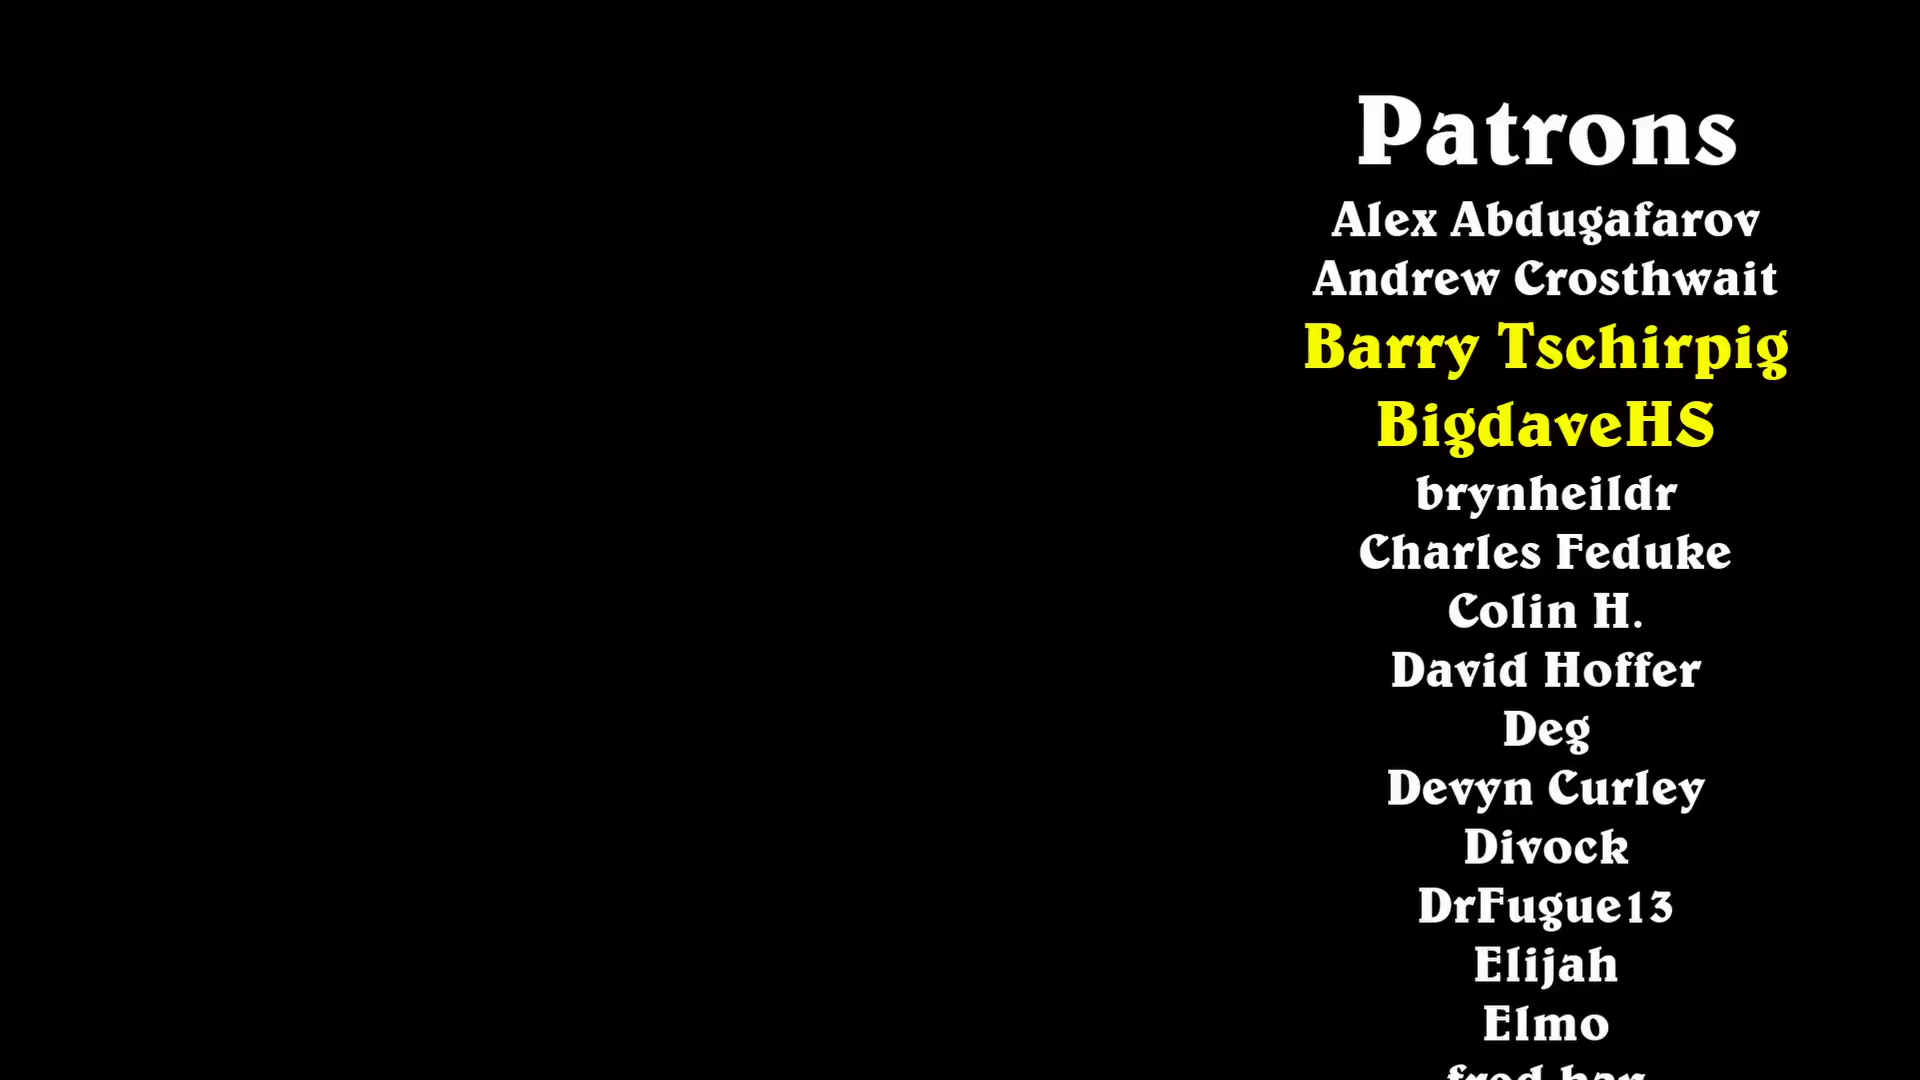 Patrons
Alex Abdugafarov
Andrew Crosthwait
Barry Tschirpig
BigdaveHS
brynheildr
Charles Feduke
Colin H.
David Hoffer
Deg
Devyn Curley
Divock
DrFugue13
Elijah
Elmo